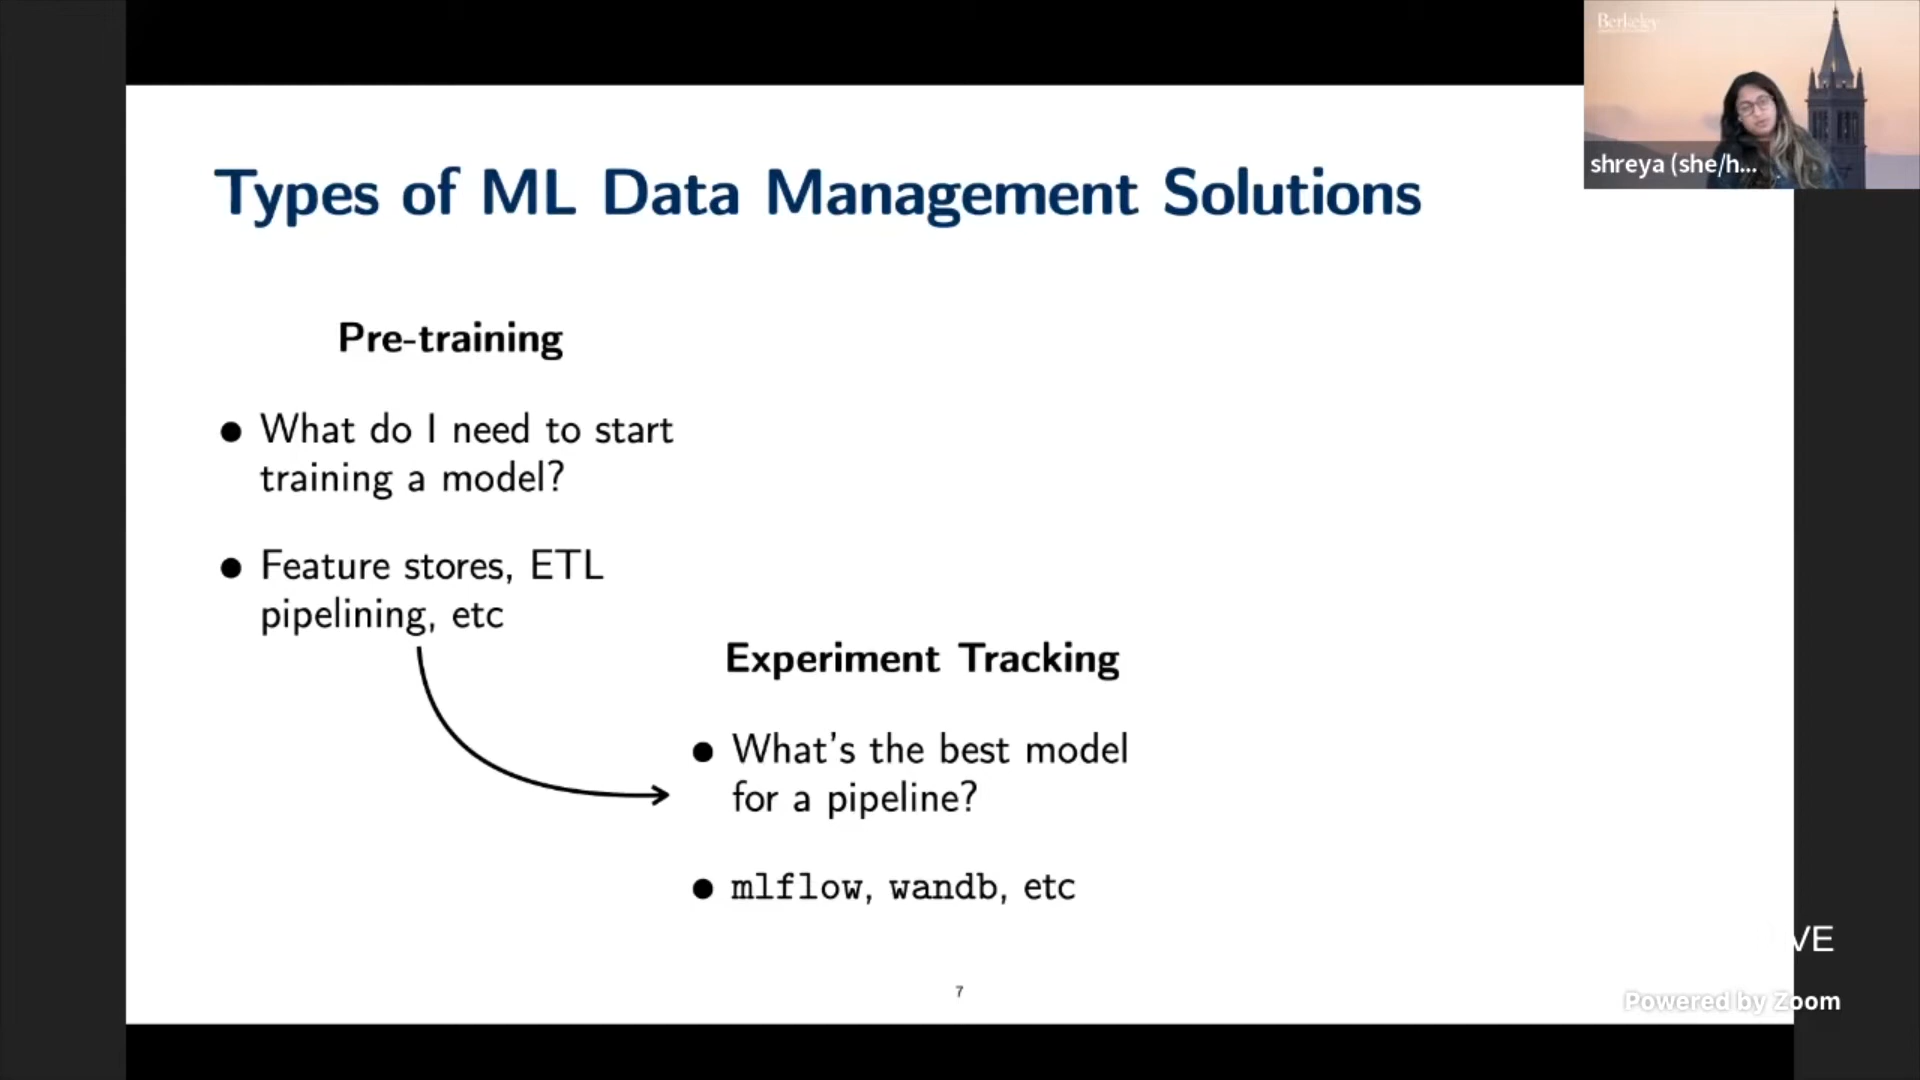 Berkeley
shreya (she/h...
Types of ML Data Management Solutions
Pre-training
● What do I need to start
training a model?
● Feature stores, ETL
pipelining, etc
Experiment Tracking
● What's the best model
for a pipeline?
● mlflow, wandb, etc
7
VE
Powered by Zoom